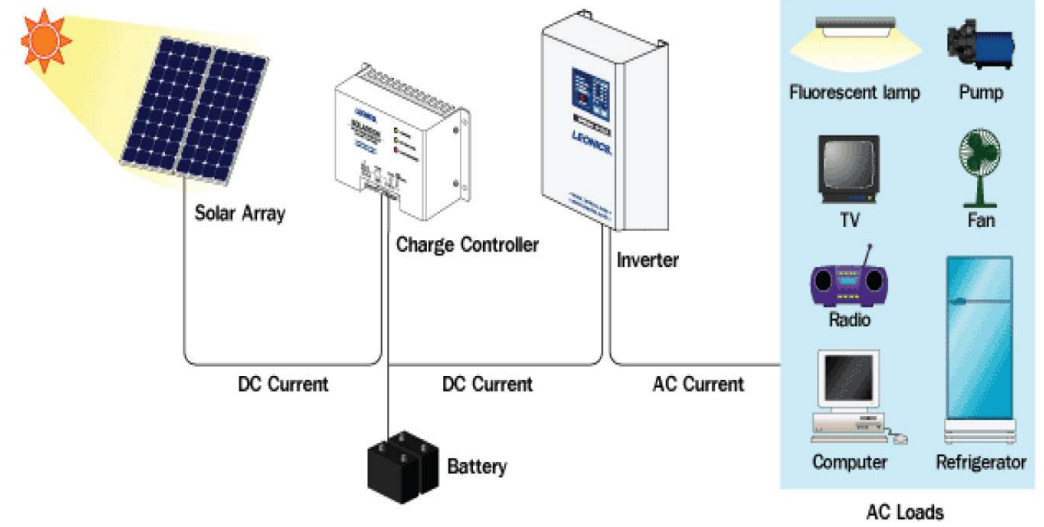 Fluorescent lamp
Pump
Solar Array
LEONICS
SOLARCON
Charge Controller
LEONICS.
Inverter
TV
Fan
Radio
DC Current
DC Current
AC Current
Battery
Computer
Refrigerator
AC Loads